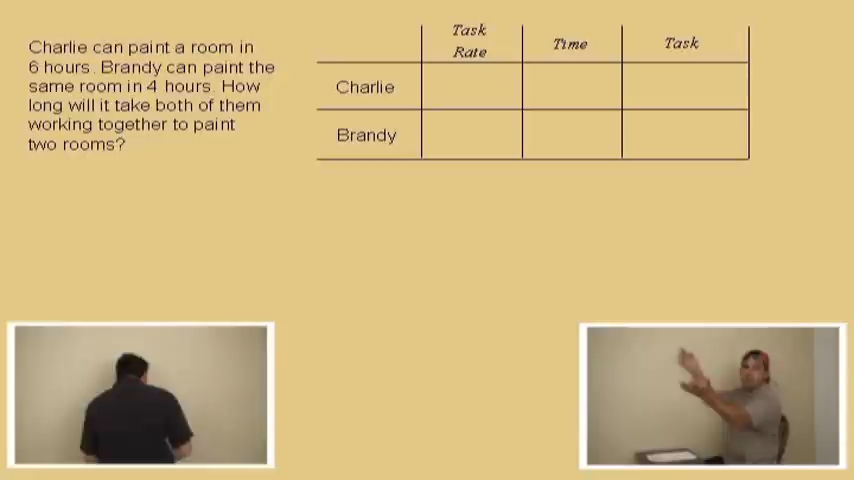 Charlie can paint a room in
6 hours. Brandy can paint the
same room in 4 hours. How
long will it take both of them
working together to paint
two rooms?
Task Rate Time Task
Charlie
Brandy